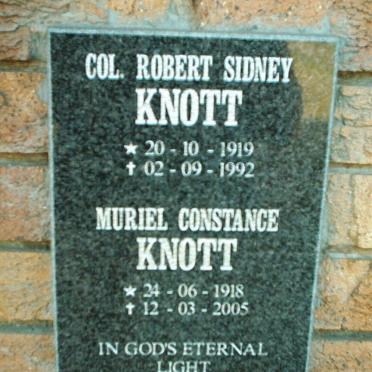 COL. ROBERT SIDNEY
KNOTT
★ 20 - 10 - 1919
✝ 02 - 09 - 1992
MURIEL CONSTANCE
KNOTT
★ 24 - 06 - 1918
✝ 12 - 03 - 2005
IN GOD'S ETERNAL
LIGHT